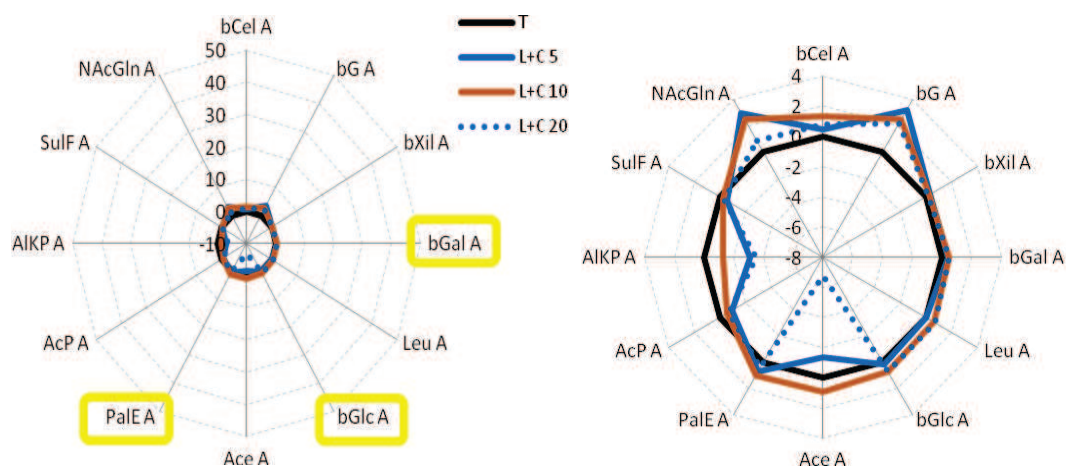 bCel A
50
40
30
20
10
0
-10
bG A
bXil A
bGal A
Leu A
bGlc A
Ace A
PalE A
AcP A
AlKP A
SulF A
NAcGln A
T
L+C 5
L+C 10
L+C 20
bCel A
4
2
0
-2
-4
-6
-8
bG A
bXil A
bGal A
Leu A
bGlc A
Ace A
PalE A
AcP A
AlKP A
SulF A
NAcGln A